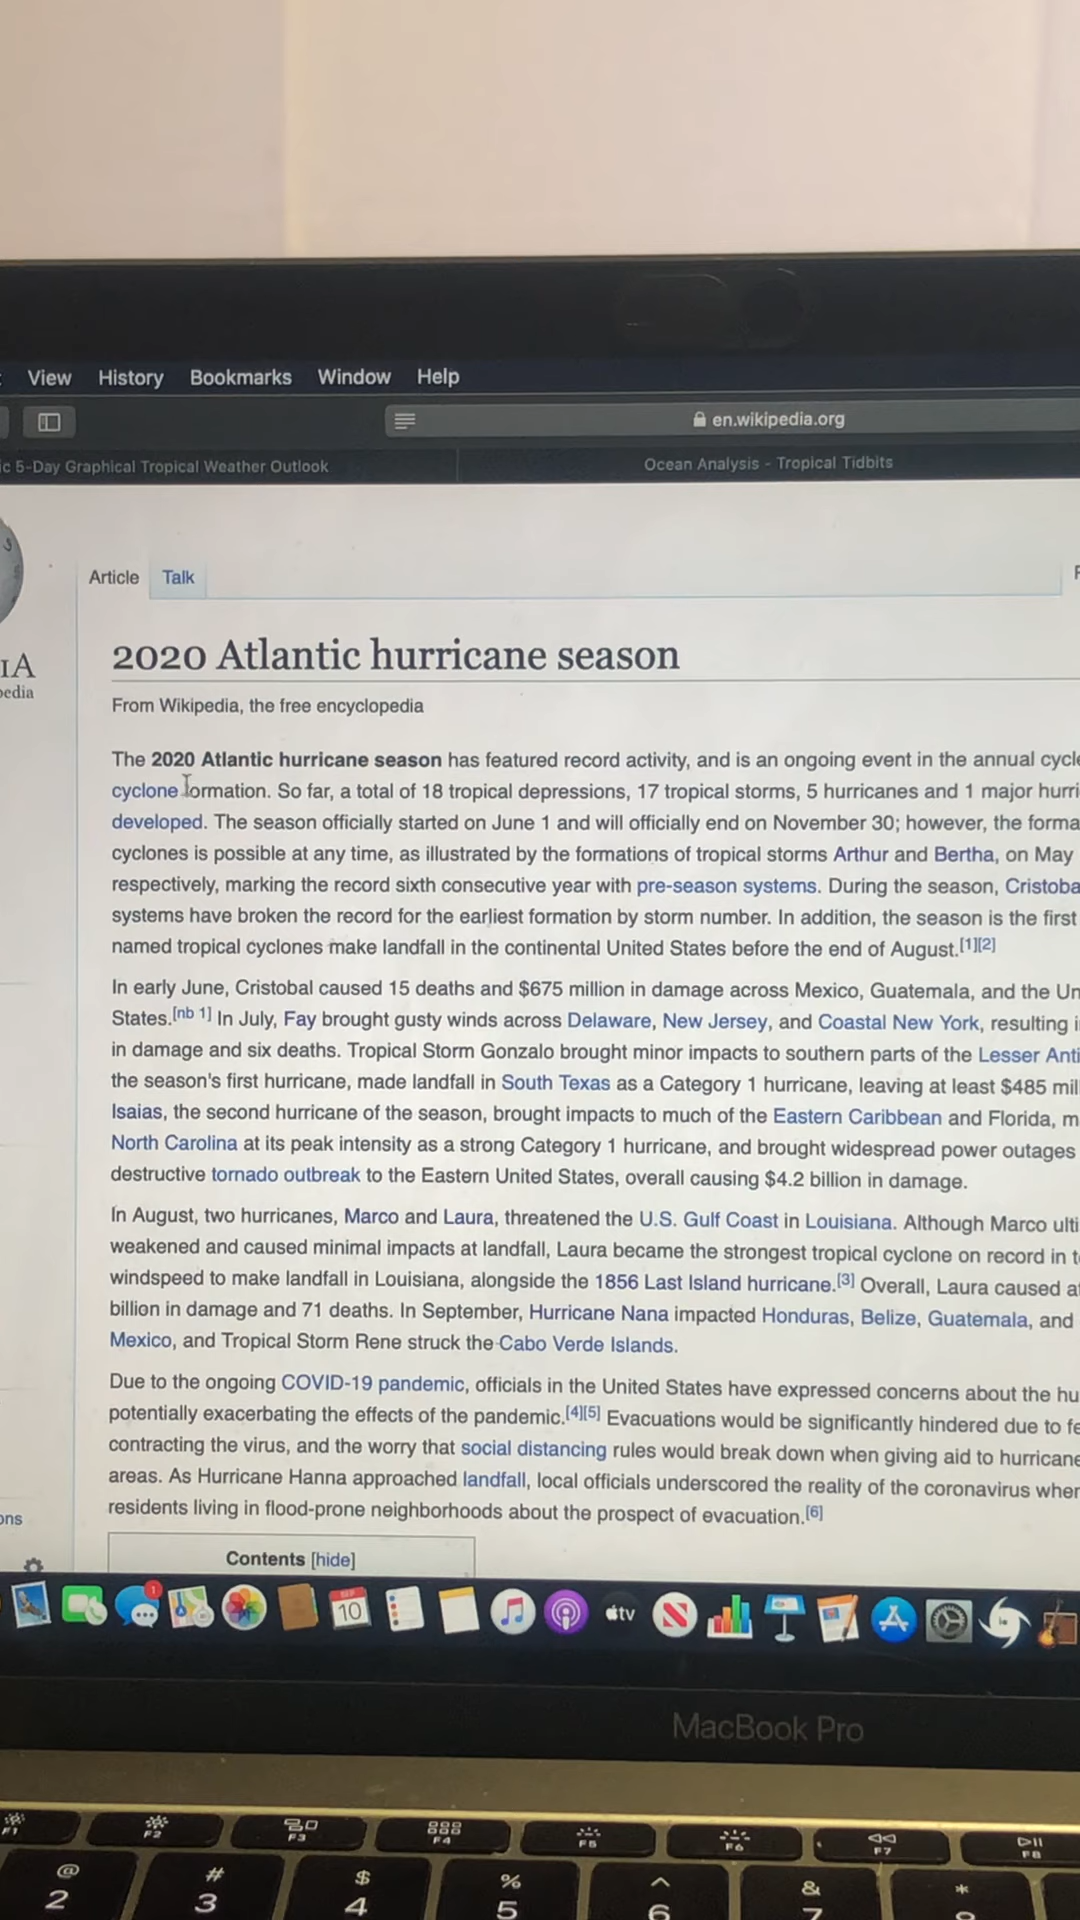 View History Bookmarks Window Help
en.wikipedia.org
5-Day Graphical Tropical Weather Outlook
Ocean Analysis - Tropical Tidbits
Article Talk
2020 Atlantic hurricane season
From Wikipedia, the free encyclopedia
The 2020 Atlantic hurricane season has featured record activity, and is an ongoing event in the annual
cyclone formation. So far, a total of 18 tropical depressions, 17 tropical storms, 5 hurricanes and 1 major
developed. The season officially started on June 1 and will officially end on November 30; however, the
cyclones is possible at any time, as illustrated by the formations of tropical storms Arthur and Bertha, on May
respectively, marking the record sixth consecutive year with pre-season systems. During the season,
systems have broken the record for the earliest formation by storm number. In addition, the season is the first
named tropical cyclones make landfall in the continental United States before the end of August.[1][2]
In early June, Cristobal caused 15 deaths and $675 million in damage across Mexico, Guatemala, and the
States.[nb 1] In July, Fay brought gusty winds across Delaware, New Jersey, and Coastal New York, resulting
in damage and six deaths. Tropical Storm Gonzalo brought minor impacts to southern parts of the Lesser
the season's first hurricane, made landfall in South Texas as a Category 1 hurricane, leaving at least $485
Isaias, the second hurricane of the season, brought impacts to much of the Eastern Caribbean and Florida,
North Carolina at its peak intensity as a strong Category 1 hurricane, and brought widespread power outages
destructive tornado outbreak to the Eastern United States, overall causing $4.2 billion in damage.
In August, two hurricanes, Marco and Laura, threatened the U.S. Gulf Coast in Louisiana. Although Marco
weakened and caused minimal impacts at landfall, Laura became the strongest tropical cyclone on record in
windspeed to make landfall in Louisiana, alongside the 1856 Last Island hurricane.[3] Overall, Laura caused
billion in damage and 71 deaths. In September, Hurricane Nana impacted Honduras, Belize, Guatemala, and
Mexico, and Tropical Storm Rene struck the Cabo Verde Islands.
Due to the ongoing COVID-19 pandemic, officials in the United States have expressed concerns about the
potentially exacerbating the effects of the pandemic.[4][5] Evacuations would be significantly hindered due to
contracting the virus, and the worry that social distancing rules would break down when giving aid to
areas. As Hurricane Hanna approached landfall, local officials underscored the reality of the coronavirus
residents living in flood-prone neighborhoods about the prospect of evacuation.[6]
Contents [hide]
1
SEP
10
tv
MacBook Pro
F1 F2 F3 F4 F5 F6 F7 F8
@ # $ % ^ & *
2 3 4 5 6 7